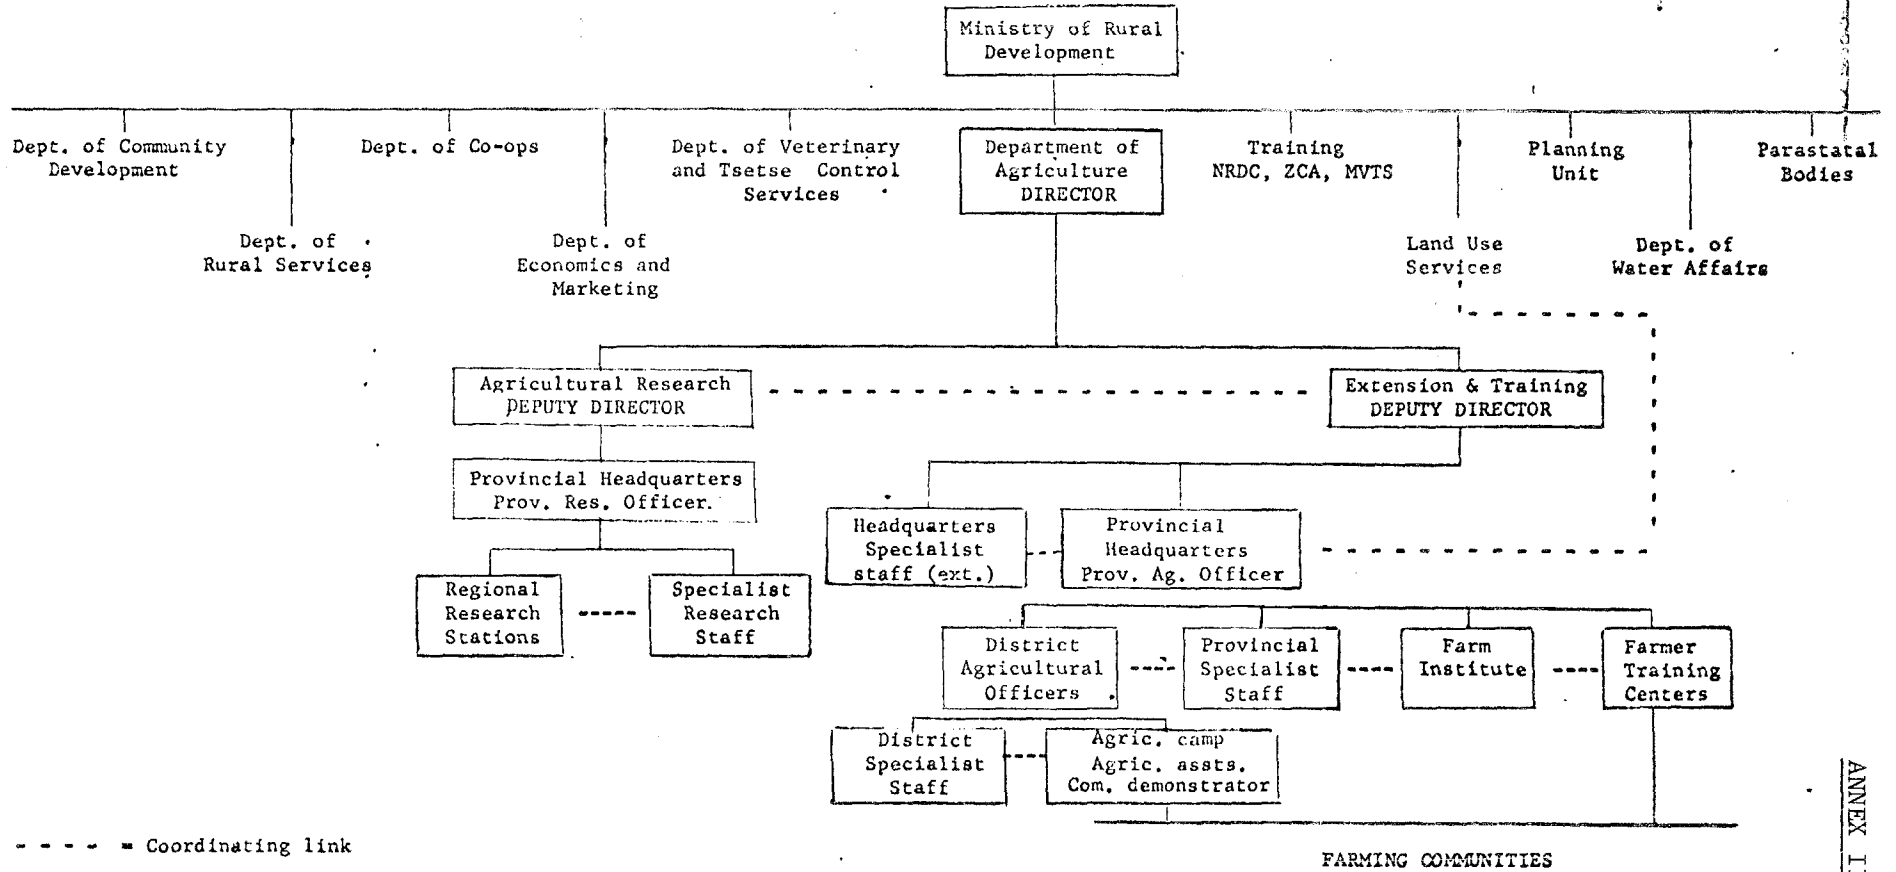 Ministry of Rural
Development
Dept. of Community
Development
Dept. of Co-ops
Dept. of Veterinary
and Tsetse Control
Services
Department of
Agriculture
DIRECTOR
Training
NRDC, ZCA, MVTS
Planning
Unit
Parastatal
Bodies
Dept. of
Rural Services
Dept. of
Economics and
Marketing
Land Use
Services
Dept. of
Water Affairs
Agricultural Research
DEPUTY DIRECTOR
Extension & Training
DEPUTY DIRECTOR
Provincial Headquarters
Prov. Res. Officer.
Headquarters
Specialist
staff (ext.)
Provincial
Headquarters
Prov. Ag. Officer
Regional
Research
Stations
Specialist
Research
Staff
District
Agricultural
Officers
Provincial
Specialist
Staff
Farm
Institute
Farmer
Training
Centers
District
Specialist
Staff
Agric. camp
Agric. assts.
Com. demonstrator
- - - - = Coordinating link
FARMING COMMUNITIES
ANNEX